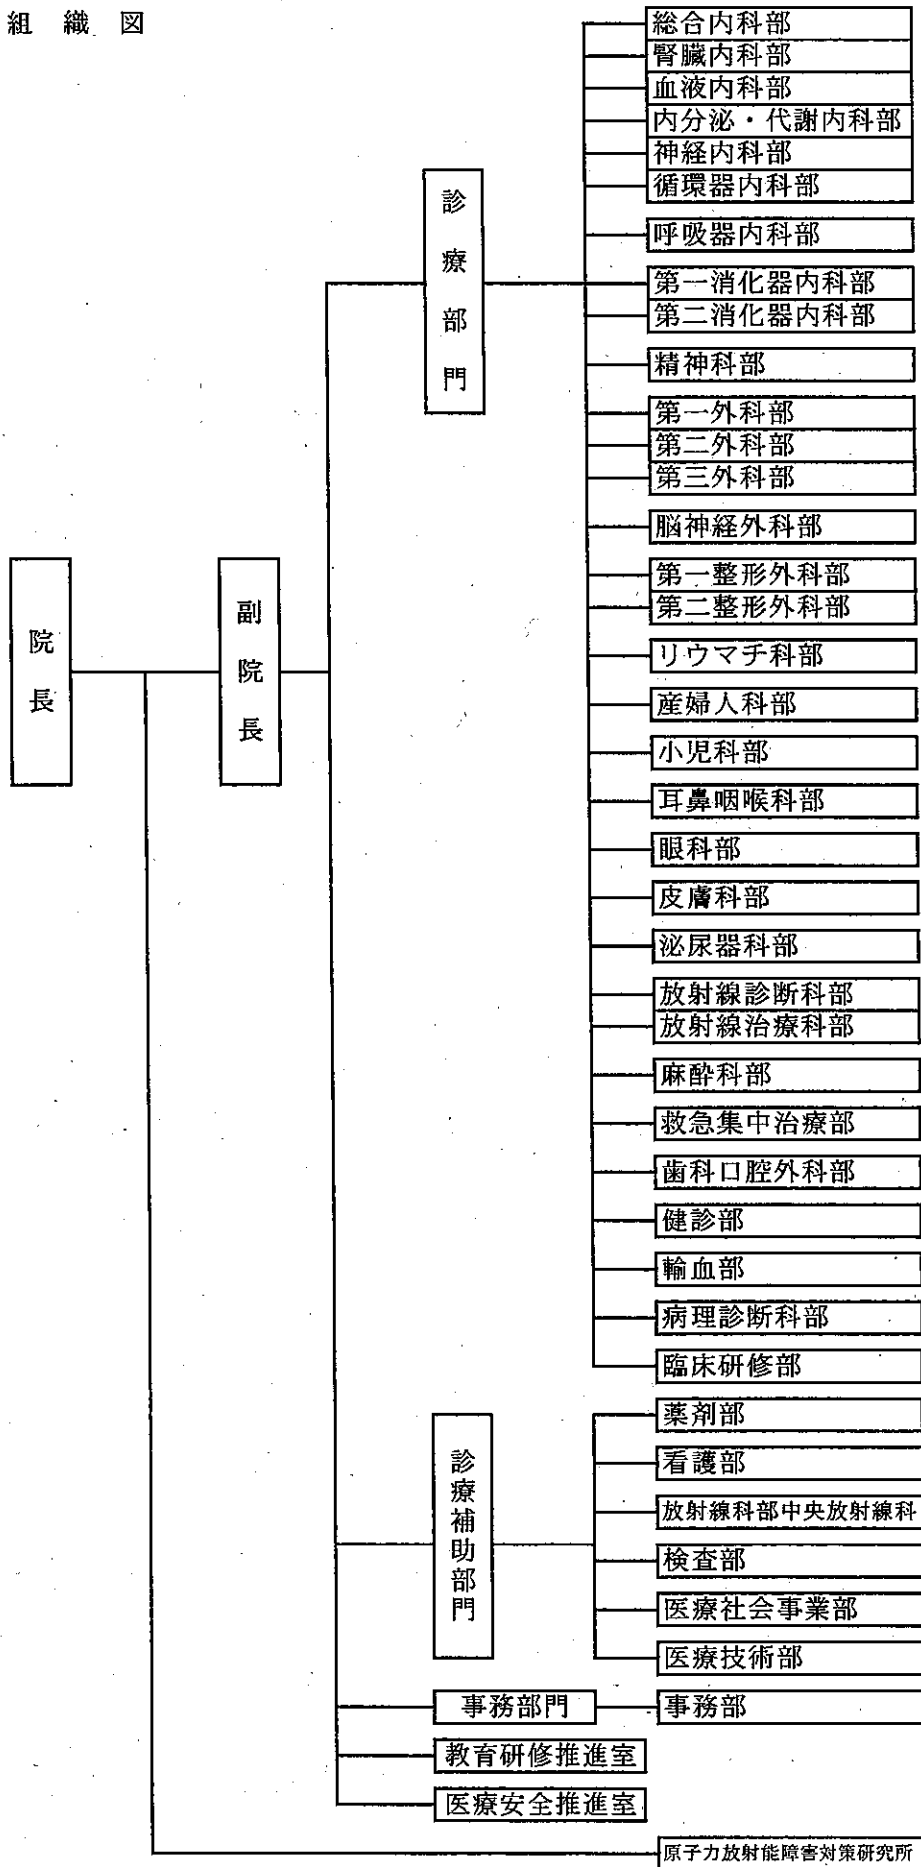 組織図
院長
副院長
診療部門
総合内科部
腎臓内科部
血液内科部
内分泌・代謝内科部
神経内科部
循環器内科部
呼吸器内科部
第一消化器内科部
第二消化器内科部
精神科部
第一外科部
第二外科部
第三外科部
脳神経外科部
第一整形外科部
第二整形外科部
リウマチ科部
産婦人科部
小児科部
耳鼻咽喉科部
眼科部
皮膚科部
泌尿器科部
放射線診断科部
放射線治療科部
麻酔科部
救急集中治療部
歯科口腔外科部
健診部
輸血部
病理診断科部
臨床研修部
診療補助部門
薬剤部
看護部
放射線科部中央放射線科
検査部
医療社会事業部
医療技術部
事務部門
事務部
教育研修推進室
医療安全推進室
原子力放射能障害対策研究所